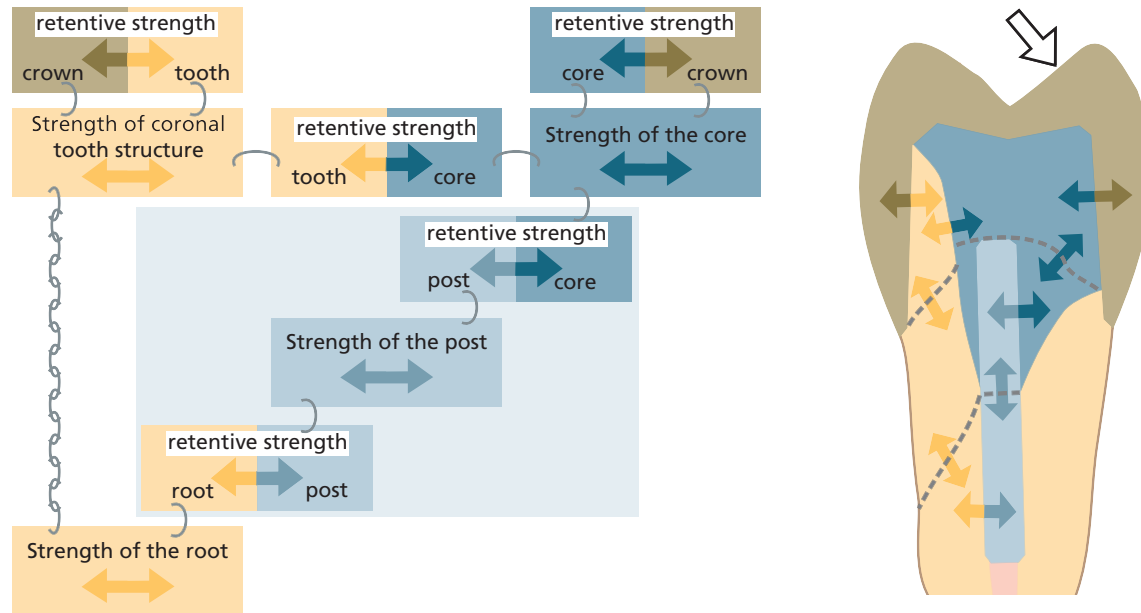 retentive strength
crown tooth
retentive strength
core crown
Strength of coronal
tooth structure
retentive strength
tooth core
Strength of the core
retentive strength
post core
Strength of the post
retentive strength
root post
Strength of the root